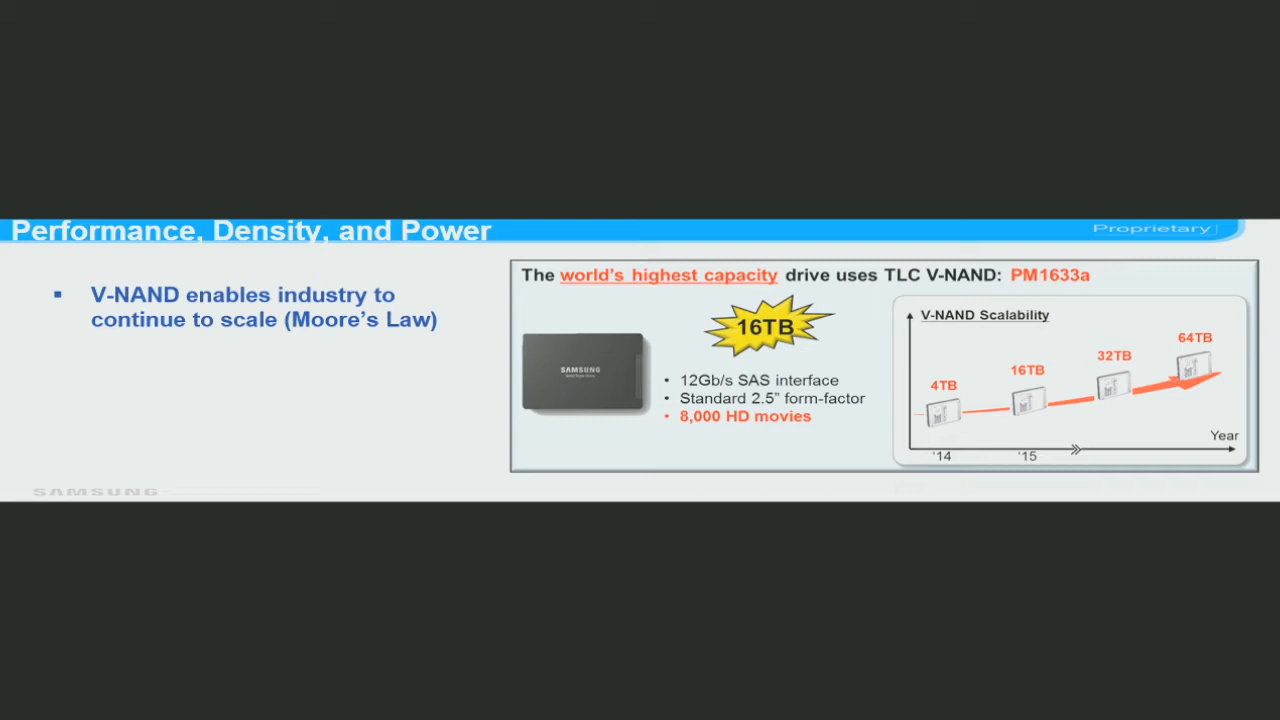 Performance, Density, and Power
Proprietary
▪ V-NAND enables industry to
continue to scale (Moore's Law)
The world's highest capacity drive uses TLC V-NAND: PM1633a
16TB
SAMSUNG
• 12Gb/s SAS interface
• Standard 2.5” form-factor
• 8,000 HD movies
V-NAND Scalability
4TB
16TB
32TB
64TB
Year
'14
'15
SAMSUNG